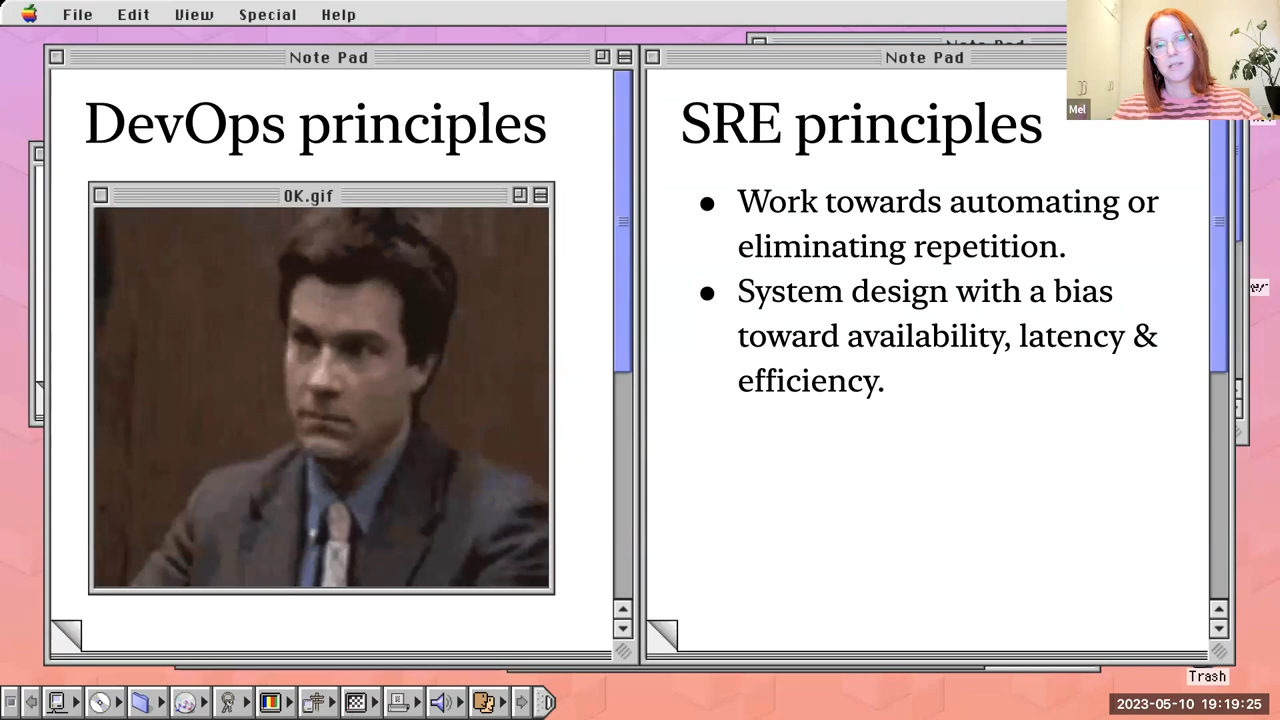 File Edit View Special Help
Note Pad
Note Pad
Mel
DevOps principles
SRE principles
OK.gif
● Work towards automating or
eliminating repetition.
● System design with a bias
toward availability, latency &
efficiency.
Trash
2023-05-10 19:19:25